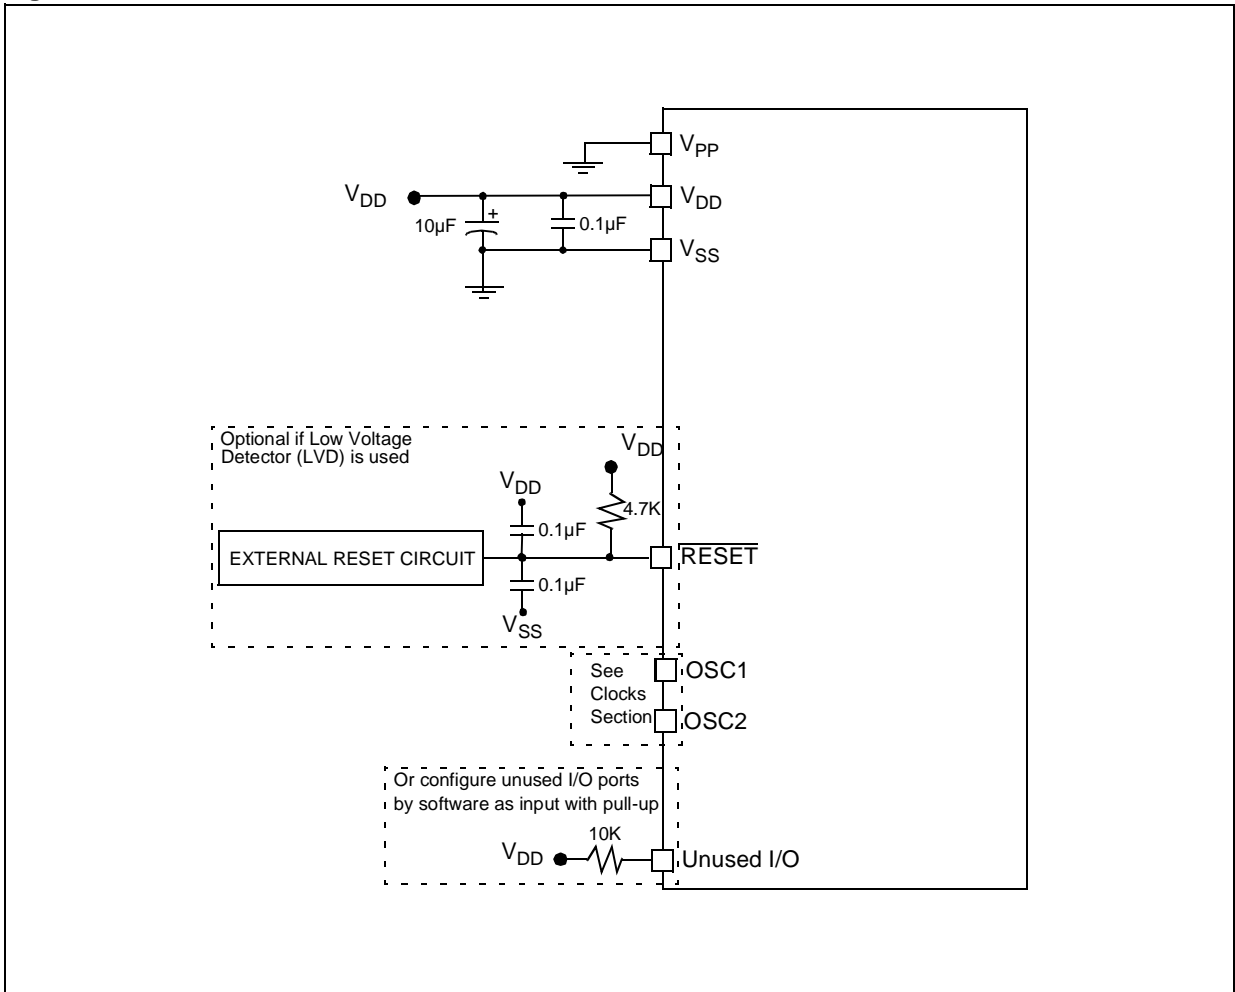 VPP
VDD
VDD
10µF
+
0.1µF
VSS
Optional if Low Voltage
Detector (LVD) is used
VDD
VDD
4.7K
0.1µF
EXTERNAL RESET CIRCUIT
RESET
0.1µF
VSS
See
Clocks
Section
OSC1
OSC2
Or configure unused I/O ports
by software as input with pull-up
10K
VDD
Unused I/O